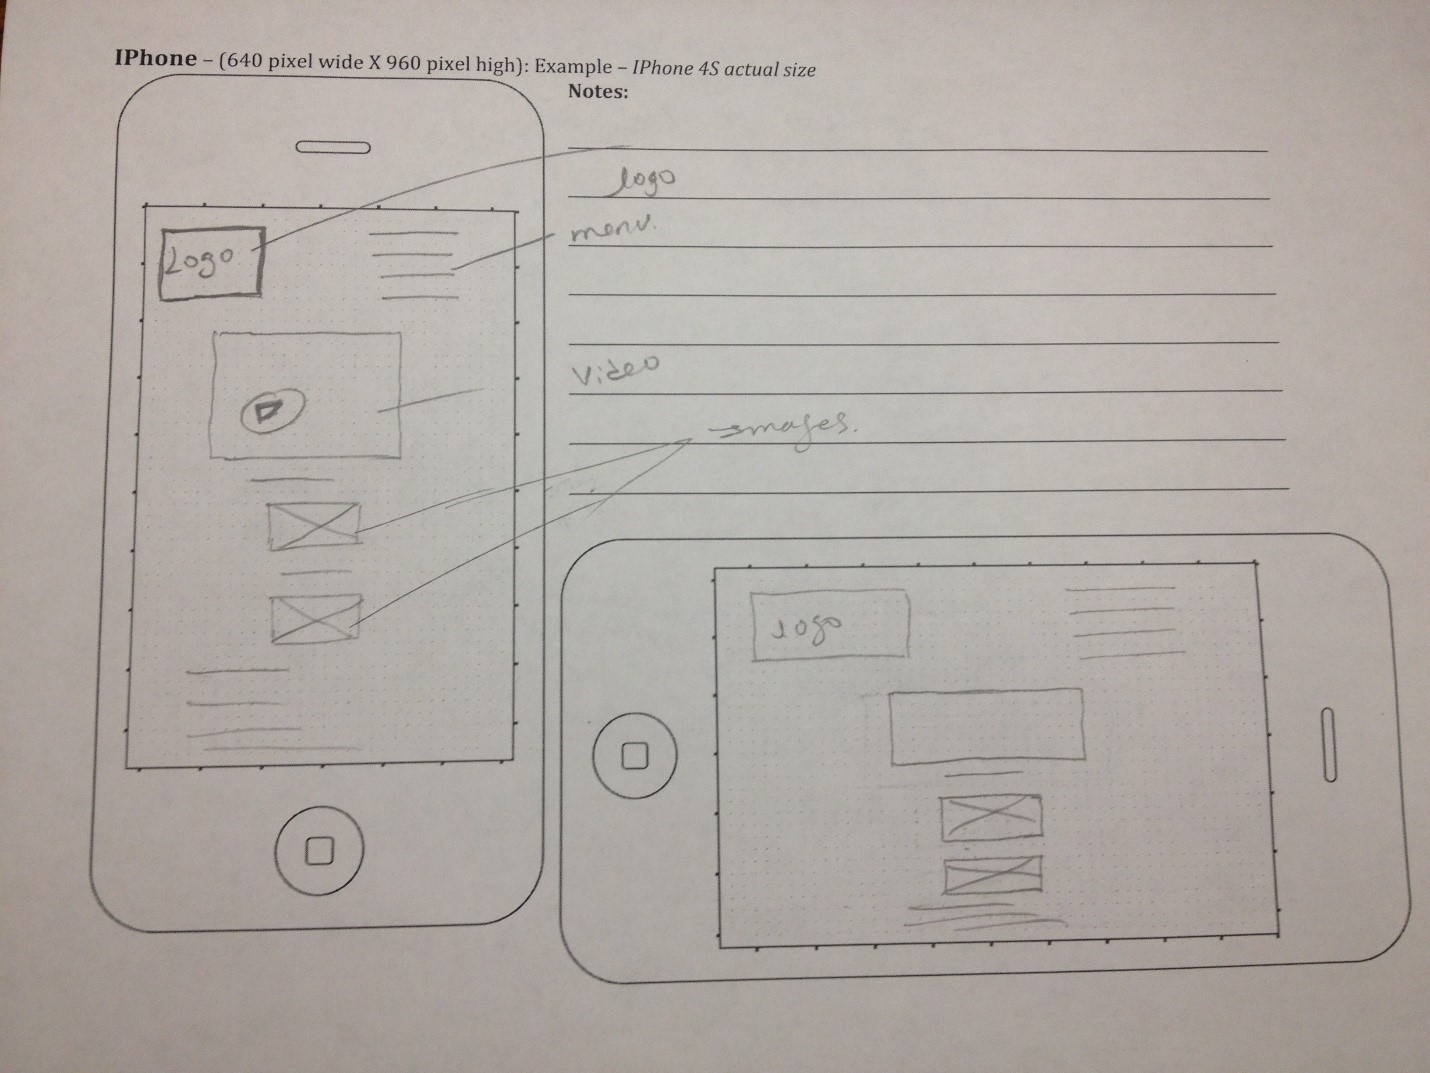 IPhone – (640 pixel wide X 960 pixel high): Example – IPhone 4S actual size
Notes:
logo
Logo
menu.
Video
Images.
logo